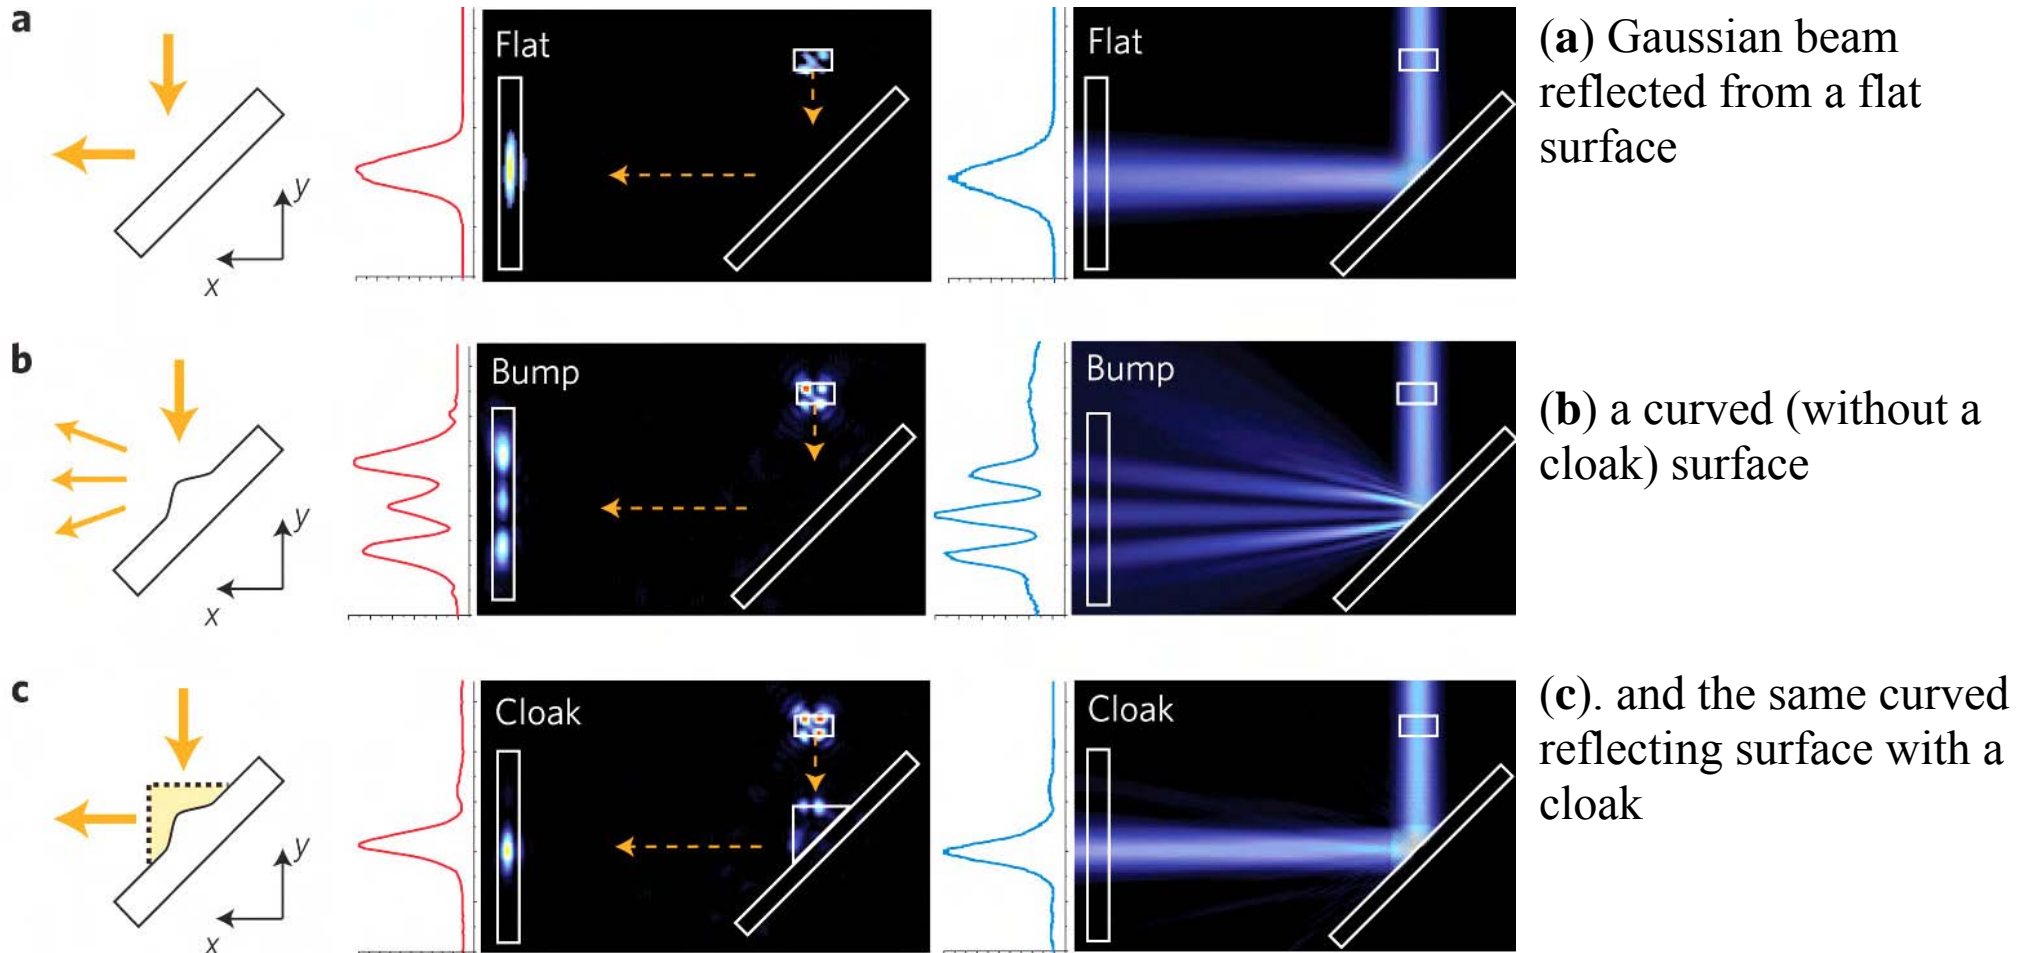 a
Flat
Flat
y
x
(a) Gaussian beam
reflected from a flat
surface
b
Bump
Bump
y
x
(b) a curved (without a
cloak) surface
c
Cloak
Cloak
y
x
(c). and the same curved
reflecting surface with a
cloak